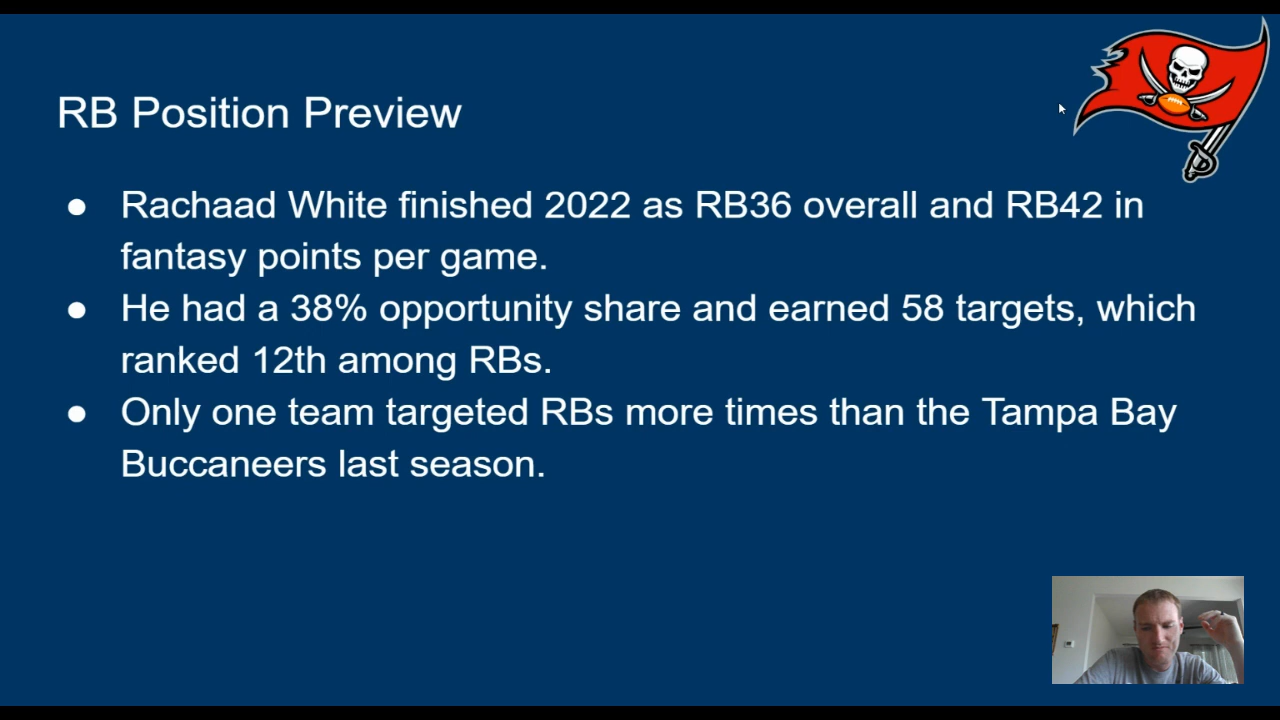 RB Position Preview
● Rachaad White finished 2022 as RB36 overall and RB42 in
fantasy points per game.
● He had a 38% opportunity share and earned 58 targets, which
ranked 12th among RBs.
● Only one team targeted RBs more times than the Tampa Bay
Buccaneers last season.